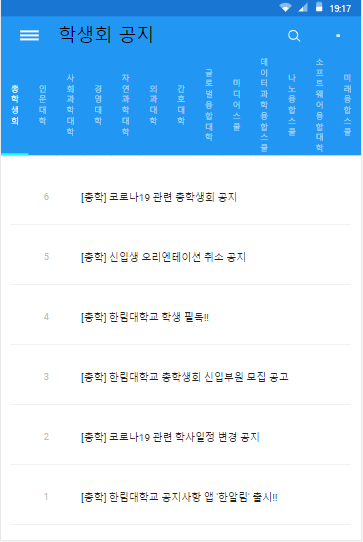 19:17
학생회 공지
총학생회
인문대학
사회과학대학
경영대학
자연과학대학
의과대학
간호대학
글로벌융합대학
미디어스쿨
데이터과학융합스쿨
나노융합스쿨
소프트웨어융합대학
미래융합스쿨
6 [총학] 코로나19 관련 총학생회 공지
5 [총학] 신입생 오리엔테이션 취소 공지
4 [총학] 한림대학교 학생 필독!!
3 [총학] 한림대학교 총학생회 신입부원 모집 공고
2 [총학] 코로나19 관련 학사일정 변경 공지
1 [총학] 한림대학교 공지사항 앱 '한알림' 출시!!